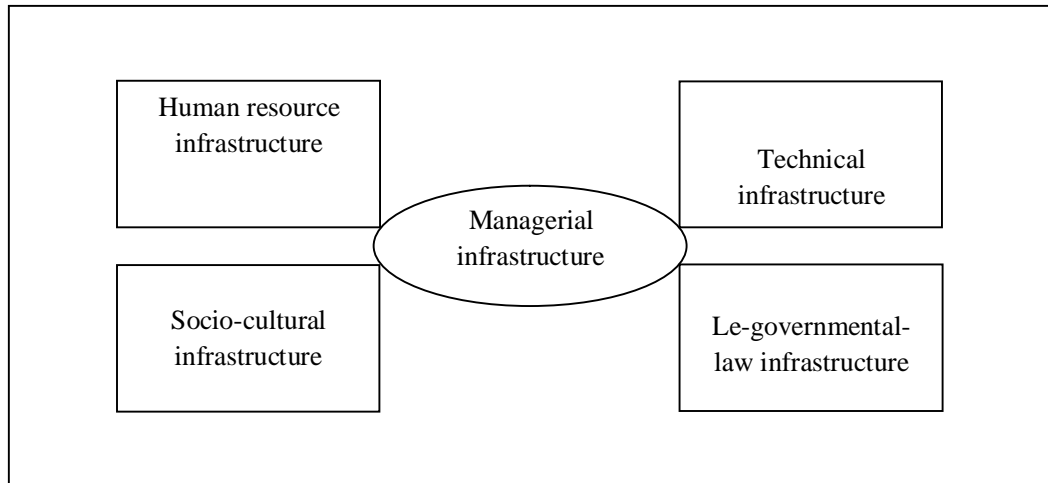 Human resource
infrastructure
Technical
infrastructure
Managerial
infrastructure
Socio-cultural
infrastructure
Le-governmental-
law infrastructure